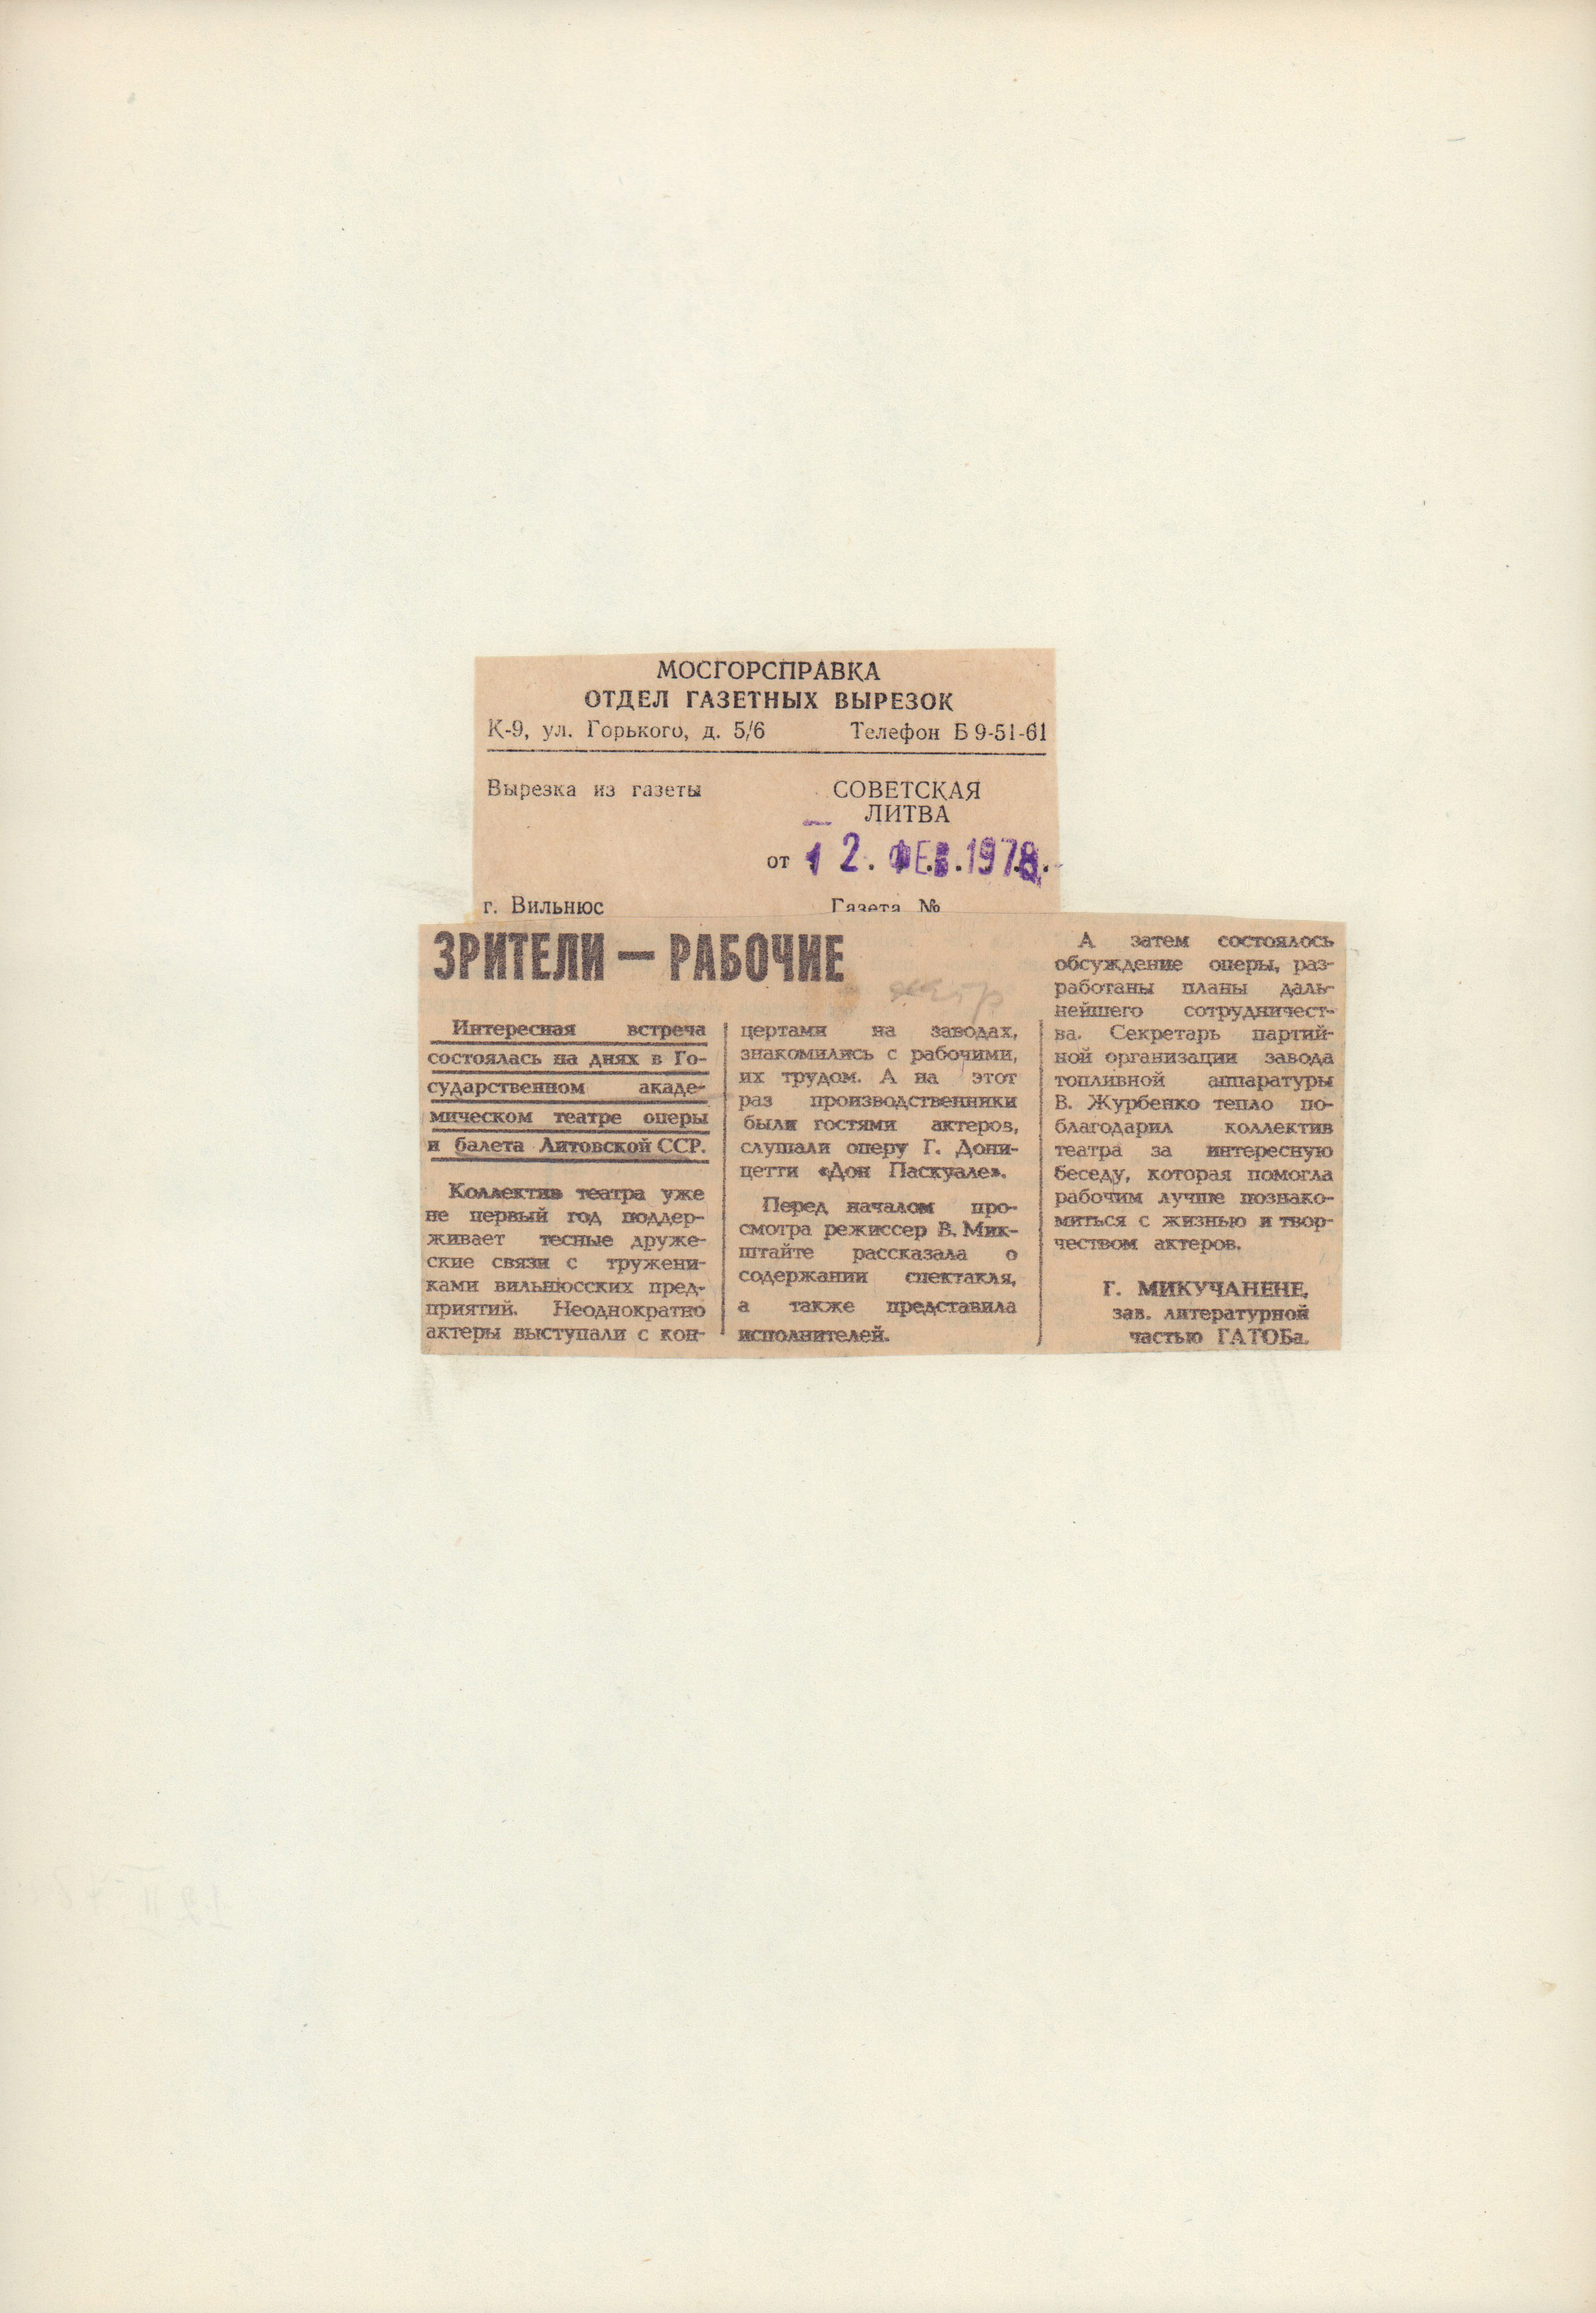 МОСГОРСПРАВКА
ОТДЕЛ ГАЗЕТНЫХ ВЫРЕЗОК
К-9, ул. Горького, д. 5/6 Телефон Б 9-51-61
Вырезка из газеты
СОВЕТСКАЯ
ЛИТВА
от 12. ФЕВ. 1978
г. Вильнюс Газета №
ЗРИТЕЛИ — РАБОЧИЕ
Интересная встреча
состоялась на днях в Го-
сударственном акаде-
мическом театре оперы
и балета Литовской ССР.
Коллектив театра уже
не первый год поддер-
живает тесные друже-
ские связи с тружени-
ками вильнюсских пред-
приятий. Неоднократно
актеры выступали с кон-
цертами на заводах,
знакомились с рабочими,
их трудом. А на этот
раз производственники
были гостями актеров,
слушали оперу Г. Дони-
цетти «Дон Паскуале».
Перед началом про-
смотра режиссер В. Мик-
штайте рассказала о
содержании спектакля,
а также представила
исполнителей.
А затем состоялось
обсуждение оперы, раз-
работаны планы даль-
нейшего сотрудничест-
ва. Секретарь партий-
ной организации завода
топливной аппаратуры
В. Журбенко тепло по-
благодарил коллектив
театра за интересную
беседу, которая помогла
рабочим лучше познако-
миться с жизнью и твор-
чеством актеров.
Г. МИКУЧАНЕНЕ,
зав. литературной
частью ГАТОБа.